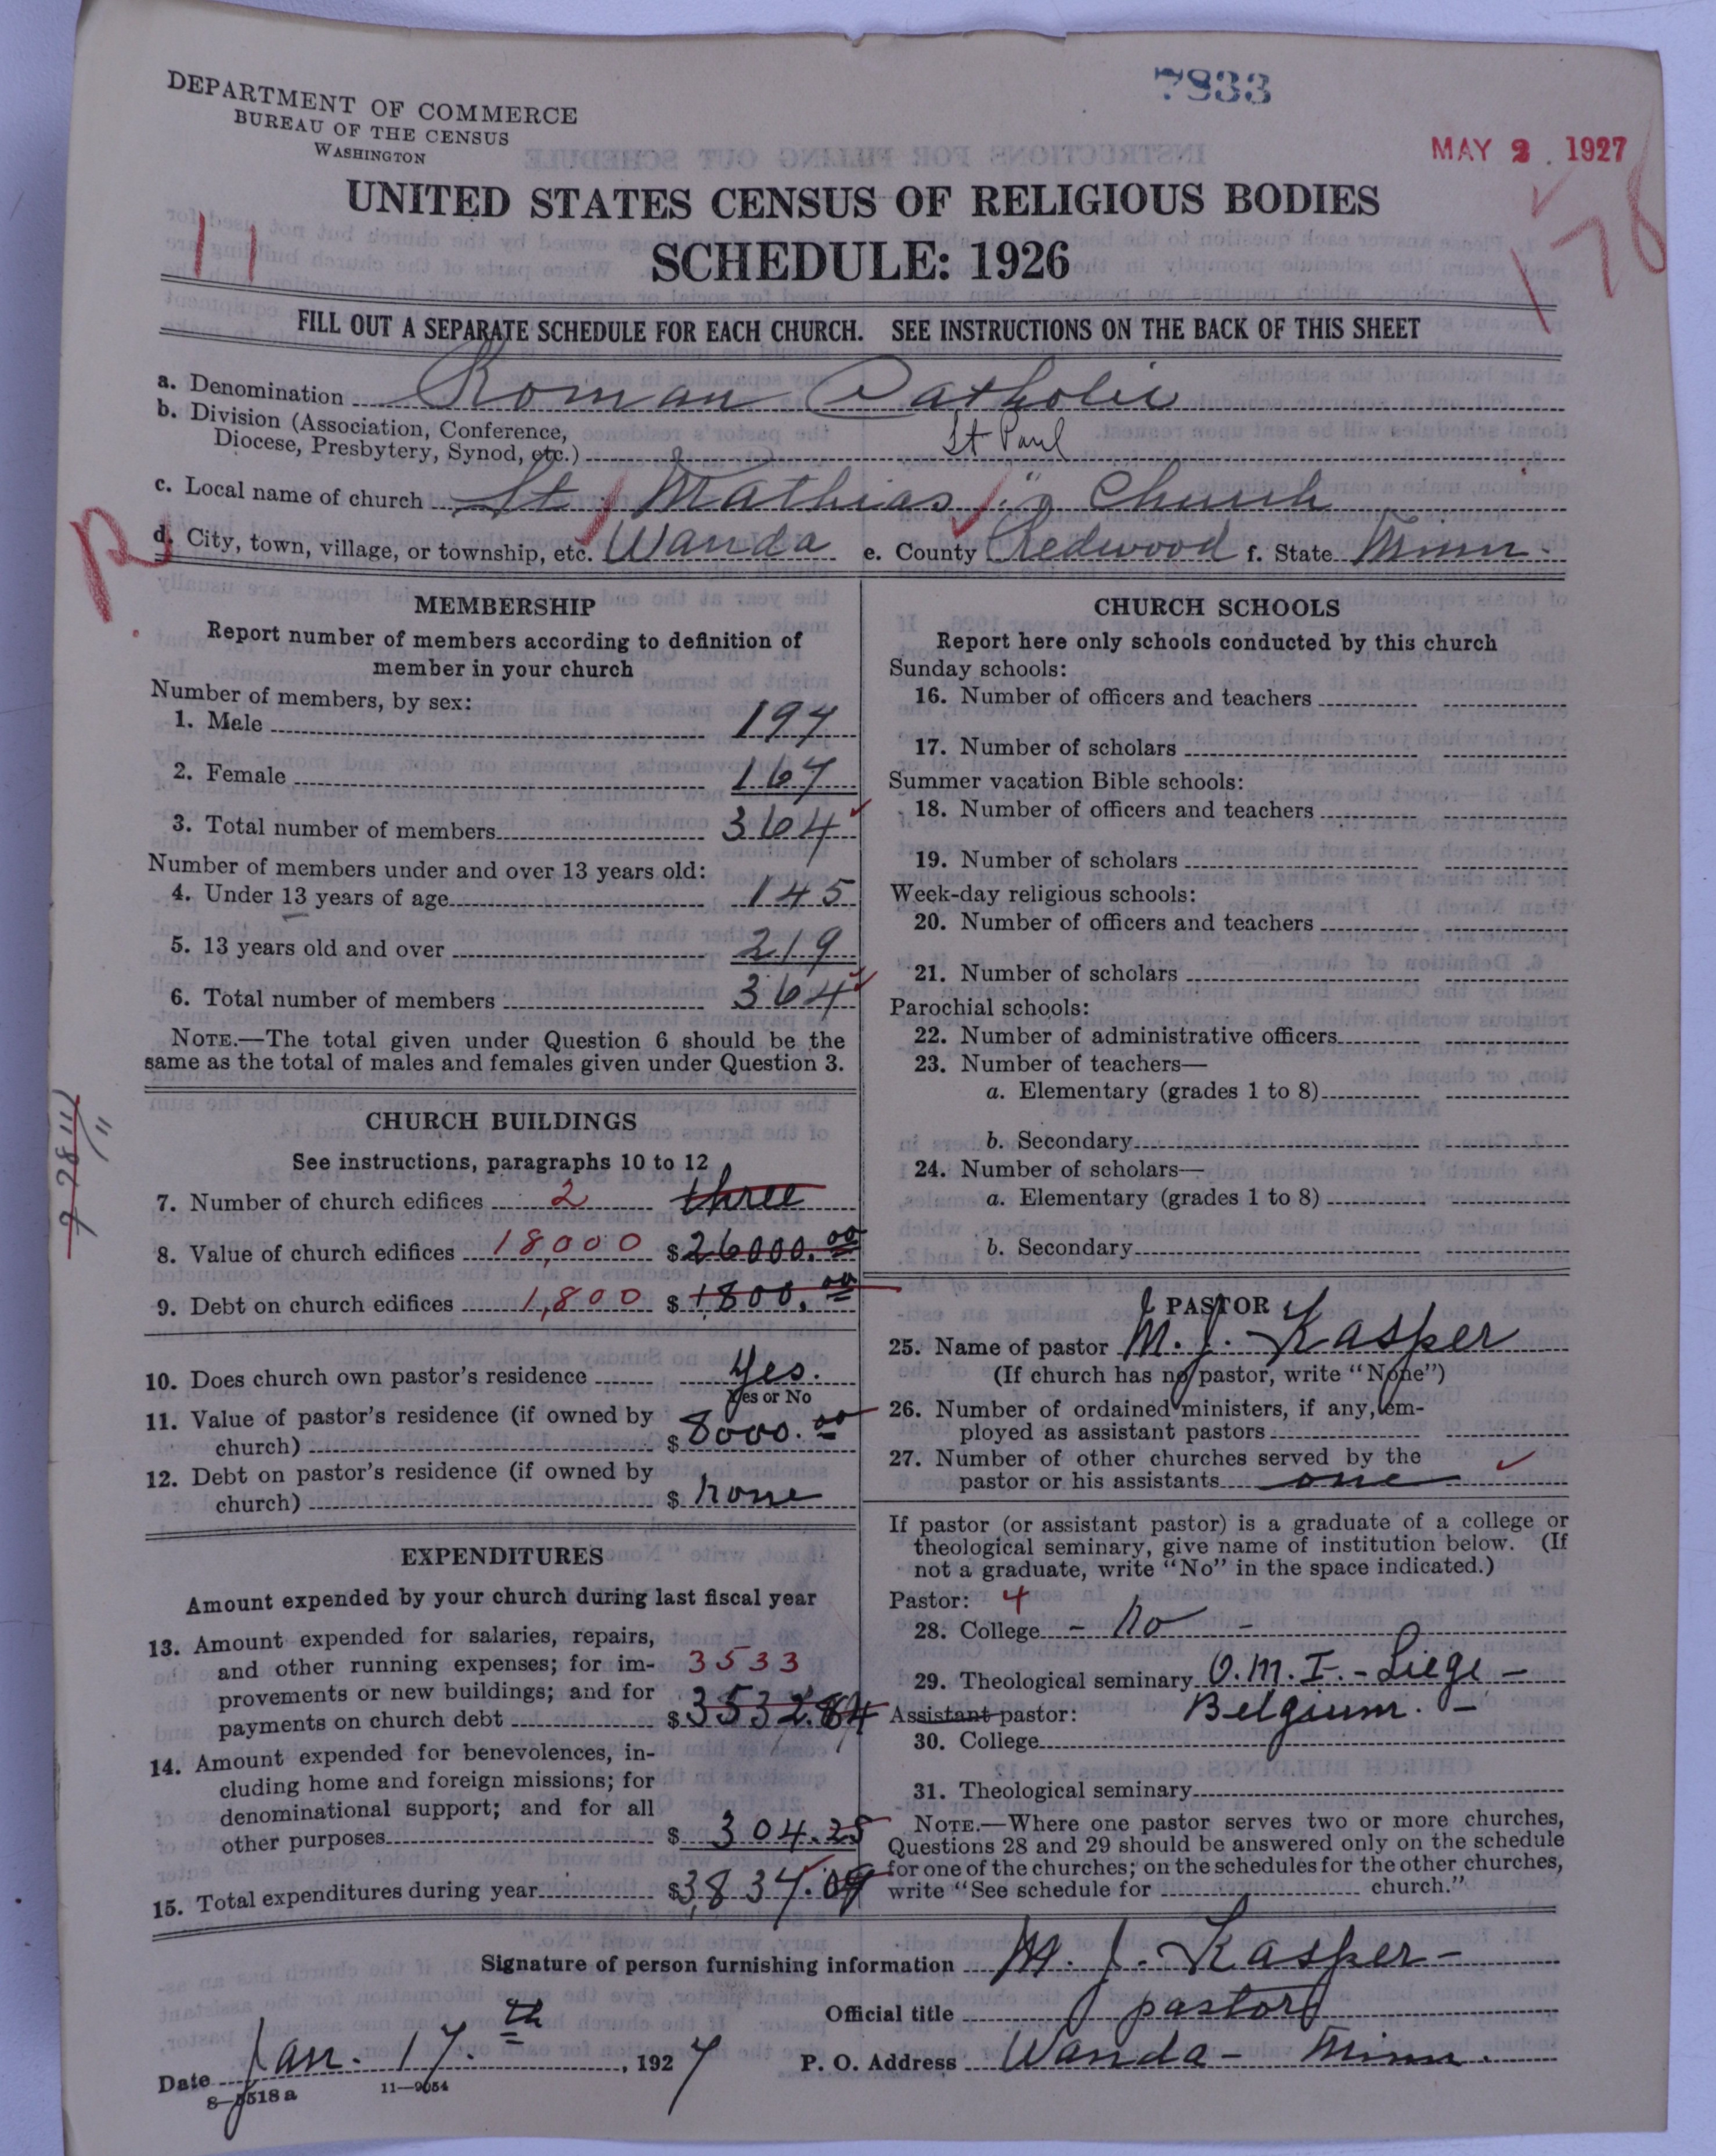 7833
DEPARTMENT OF COMMERCE
BUREAU OF THE CENSUS
WASHINGTON
MAY 2. 1927
UNITED STATES CENSUS OF RELIGIOUS BODIES
11
SCHEDULE: 1926
FILL OUT A SEPARATE SCHEDULE FOR EACH CHURCH. SEE INSTRUCTIONS ON THE BACK OF THIS SHEET
a. Denomination Roman Catholic
b. Division (Association, Conference,
Diocese, Presbytery, Synod, etc.) St Paul
c. Local name of church St. Mathias" Church
d. City, town, village, or township, etc. Wanda e. County Redwood f. State Minn.
MEMBERSHIP
Report number of members according to definition of
member in your church
Number of members, by sex:
1. Male 197
2. Female 167
3. Total number of members 364
Number of members under and over 13 years old:
4. Under 13 years of age 145
5. 13 years old and over 219
6. Total number of members 364
NOTE.—The total given under Question 6 should be the
same as the total of males and females given under Question 3.
CHURCH BUILDINGS
See instructions, paragraphs 10 to 12
7. Number of church edifices 2 three
8. Value of church edifices 18,000 $26000.00
9. Debt on church edifices 1,800 $1800.00
10. Does church own pastor's residence Yes.
Yes or No
11. Value of pastor's residence (if owned by
church) $8000.00
12. Debt on pastor's residence (if owned by
church) $ none
EXPENDITURES
Amount expended by your church during last fiscal year
13. Amount expended for salaries, repairs,
and other running expenses; for im- 3533
provements or new buildings; and for
payments on church debt $3532.84
14. Amount expended for benevolences, in-
cluding home and foreign missions; for
denominational support; and for all
other purposes $304.25
15. Total expenditures during year $3,837.09
CHURCH SCHOOLS
Report here only schools conducted by this church
Sunday schools:
16. Number of officers and teachers
17. Number of scholars
Summer vacation Bible schools:
18. Number of officers and teachers
19. Number of scholars
Week-day religious schools:
20. Number of officers and teachers
21. Number of scholars
Parochial schools:
22. Number of administrative officers
23. Number of teachers—
a. Elementary (grades 1 to 8)
b. Secondary
24. Number of scholars—
a. Elementary (grades 1 to 8)
b. Secondary
PASTOR
25. Name of pastor M. J. Kasper
(If church has no pastor, write "None")
26. Number of ordained ministers, if any, em-
ployed as assistant pastors
27. Number of other churches served by the
pastor or his assistants one
If pastor (or assistant pastor) is a graduate of a college or
theological seminary, give name of institution below. (If
not a graduate, write "No" in the space indicated.)
Pastor: 4
28. College - No -
29. Theological seminary O.M.I. - Liege -
Belgium. -
Assistant pastor:
30. College
31. Theological seminary
NOTE.—Where one pastor serves two or more churches,
Questions 28 and 29 should be answered only on the schedule
for one of the churches; on the schedules for the other churches,
write "See schedule for church."
Signature of person furnishing information M. J. Kasper -
Official title pastor
Date Jan. 17.th, 1927 P. O. Address Wanda - Minn.
8—5518a 11—9054